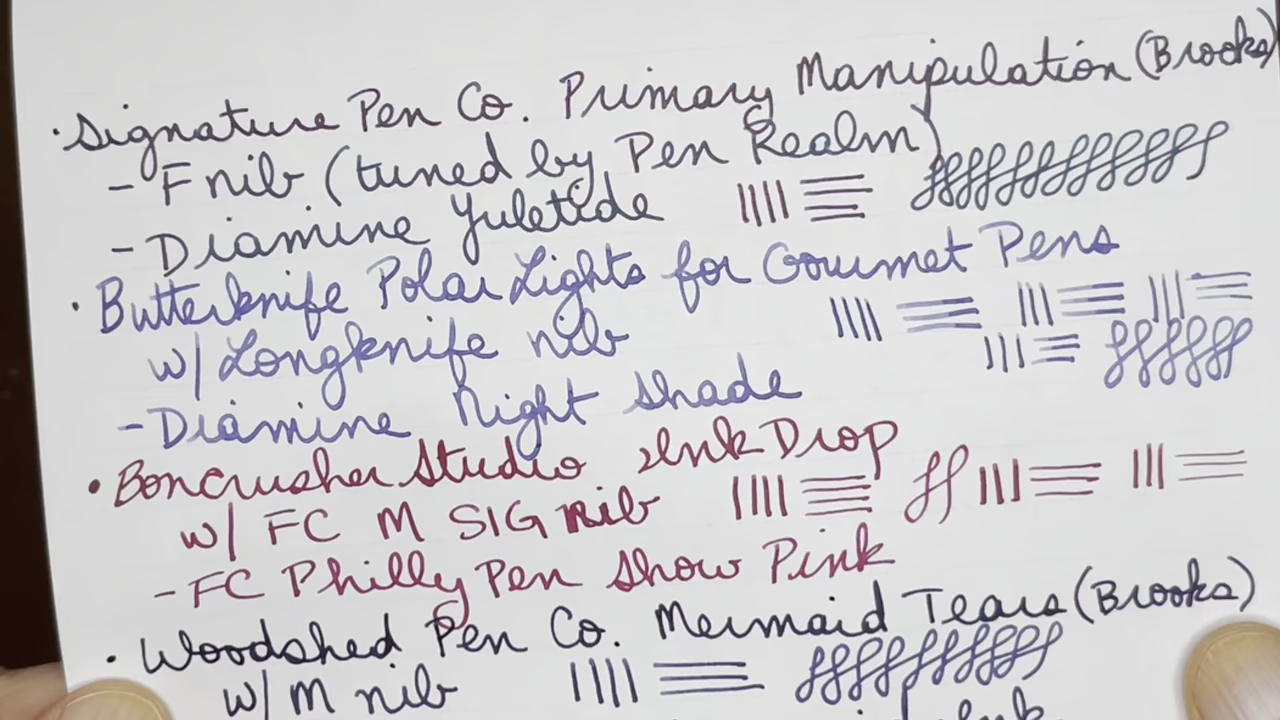 · Signature Pen Co. Primary Manipulation (Brooks)
- F nib (tuned by Pen Realm)
- Diamine Yuletide
· Butterknife Polar Lights for Gourmet Pens
w/ Longknife nib
- Diamine Night Shade
· Boncrusher Studio Ink Drop
w/ FC M SIG nib
- FC Philly Pen Show Pink
· Woodshed Pen Co. Mermaid Tears (Brooks)
w/ M nib
Ink